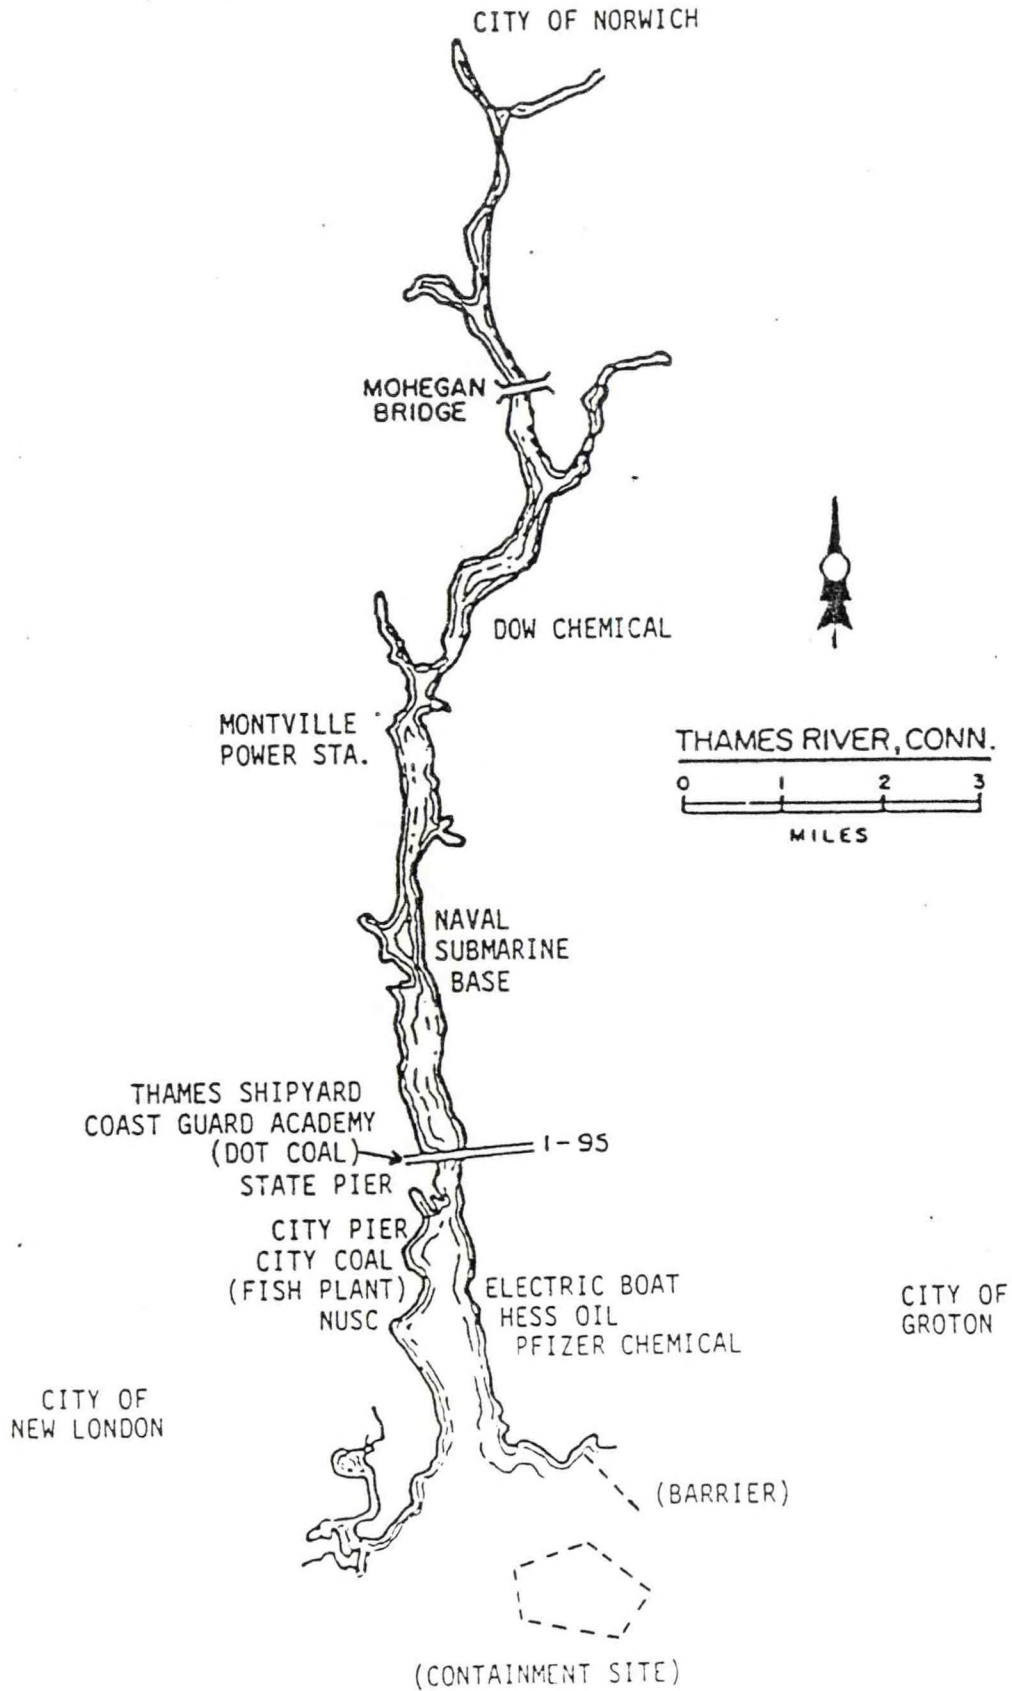 CITY OF NORWICH
MOHEGAN
BRIDGE
DOW CHEMICAL
MONTVILLE
POWER STA.
THAMES RIVER, CONN.
0 1 2 3
MILES
NAVAL
SUBMARINE
BASE
THAMES SHIPYARD
COAST GUARD ACADEMY
(DOT COAL)
I-95
STATE PIER
CITY PIER
CITY COAL
(FISH PLANT)
NUSC
ELECTRIC BOAT
HESS OIL
PFIZER CHEMICAL
CITY OF
GROTON
CITY OF
NEW LONDON
(BARRIER)
(CONTAINMENT SITE)